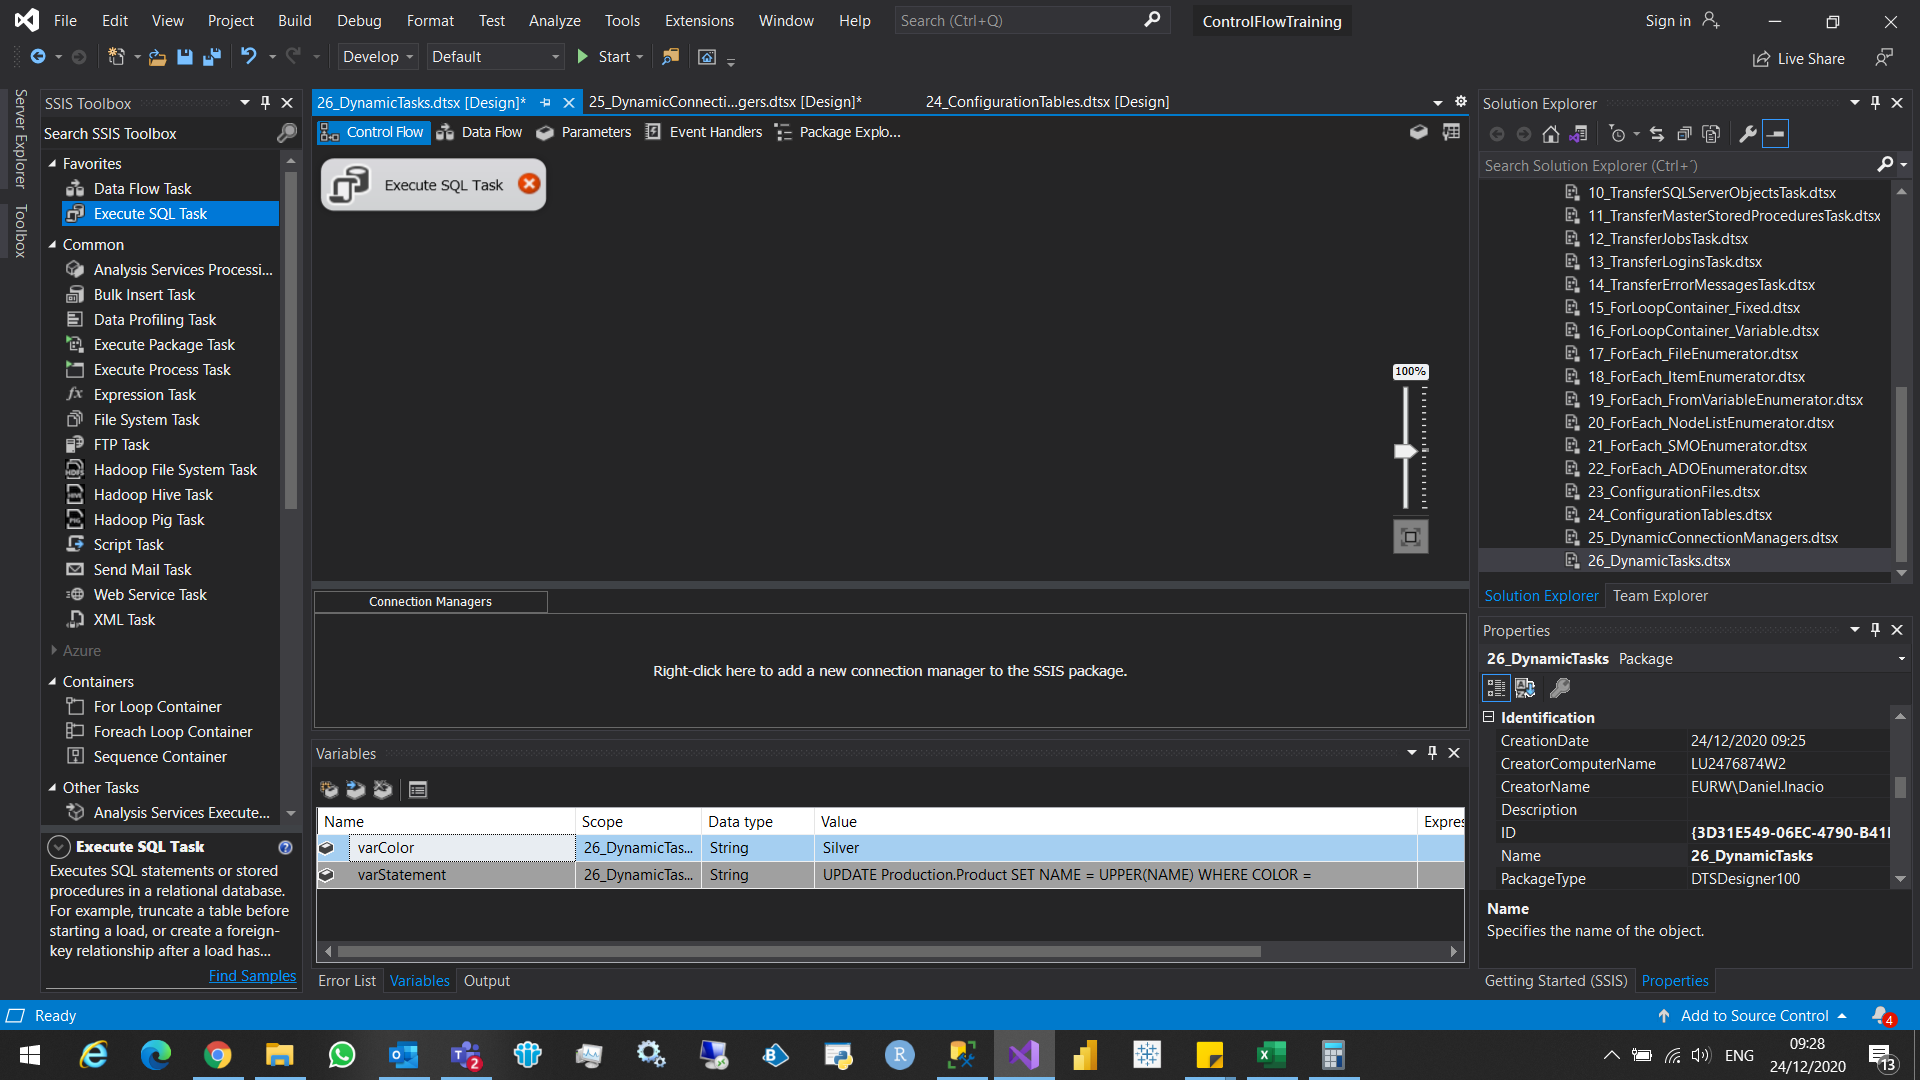 File Edit View Project Build Debug Format Test Analyze Tools Extensions Window Help Search (Ctrl+Q) ControlFlowTraining Sign in
Develop Default Start Live Share
Server Explorer
Toolbox
SSIS Toolbox
Search SSIS Toolbox
Favorites
Data Flow Task
Execute SQL Task
Common
Analysis Services Processi...
Bulk Insert Task
Data Profiling Task
Execute Package Task
Execute Process Task
Expression Task
File System Task
FTP Task
Hadoop File System Task
Hadoop Hive Task
Hadoop Pig Task
Script Task
Send Mail Task
Web Service Task
XML Task
Azure
Containers
For Loop Container
Foreach Loop Container
Sequence Container
Other Tasks
Analysis Services Execute...
Execute SQL Task
Executes SQL statements or stored
procedures in a relational database.
For example, truncate a table before
starting a load, or create a foreign-
key relationship after a load has...
Find Samples
26_DynamicTasks.dtsx [Design]* 25_DynamicConnecti...gers.dtsx [Design]* 24_ConfigurationTables.dtsx [Design]
Control Flow Data Flow Parameters Event Handlers Package Explo...
Execute SQL Task
100%
Connection Managers
Right-click here to add a new connection manager to the SSIS package.
Variables
Name Scope Data type Value Expres
varColor 26_DynamicTas... String Silver
varStatement 26_DynamicTas... String UPDATE Production.Product SET NAME = UPPER(NAME) WHERE COLOR =
Error List Variables Output
Solution Explorer
Search Solution Explorer (Ctrl+´)
10_TransferSQLServerObjectsTask.dtsx
11_TransferMasterStoredProceduresTask.dtsx
12_TransferJobsTask.dtsx
13_TransferLoginsTask.dtsx
14_TransferErrorMessagesTask.dtsx
15_ForLoopContainer_Fixed.dtsx
16_ForLoopContainer_Variable.dtsx
17_ForEach_FileEnumerator.dtsx
18_ForEach_ItemEnumerator.dtsx
19_ForEach_FromVariableEnumerator.dtsx
20_ForEach_NodeListEnumerator.dtsx
21_ForEach_SMOEnumerator.dtsx
22_ForEach_ADOEnumerator.dtsx
23_ConfigurationFiles.dtsx
24_ConfigurationTables.dtsx
25_DynamicConnectionManagers.dtsx
26_DynamicTasks.dtsx
Solution Explorer Team Explorer
Properties
26_DynamicTasks Package
Identification
CreationDate 24/12/2020 09:25
CreatorComputerName LU2476874W2
CreatorName EURW\Daniel.Inacio
Description
ID {3D31E549-06EC-4790-B41
Name 26_DynamicTasks
PackageType DTSDesigner100
Name
Specifies the name of the object.
Getting Started (SSIS) Properties
Ready Add to Source Control 4
2 ENG 09:28
24/12/2020 13